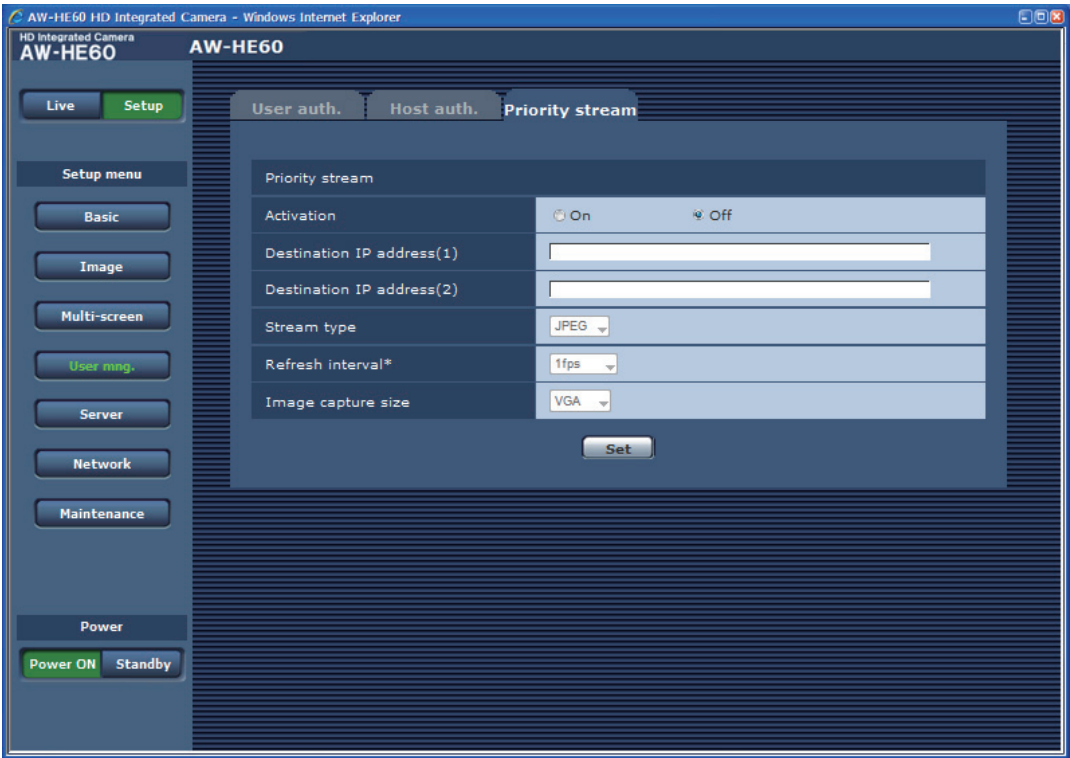 AW-HE60 HD Integrated Camera - Windows Internet Explorer
HD Integrated Camera
AW-HE60
AW-HE60
Live Setup
User auth. Host auth. Priority stream
Setup menu
Basic
Image
Multi-screen
User mng.
Server
Network
Maintenance
Power
Power ON Standby
Priority stream
Activation On Off
Destination IP address(1)
Destination IP address(2)
Stream type JPEG
Refresh interval* 1fps
Image capture size VGA
Set